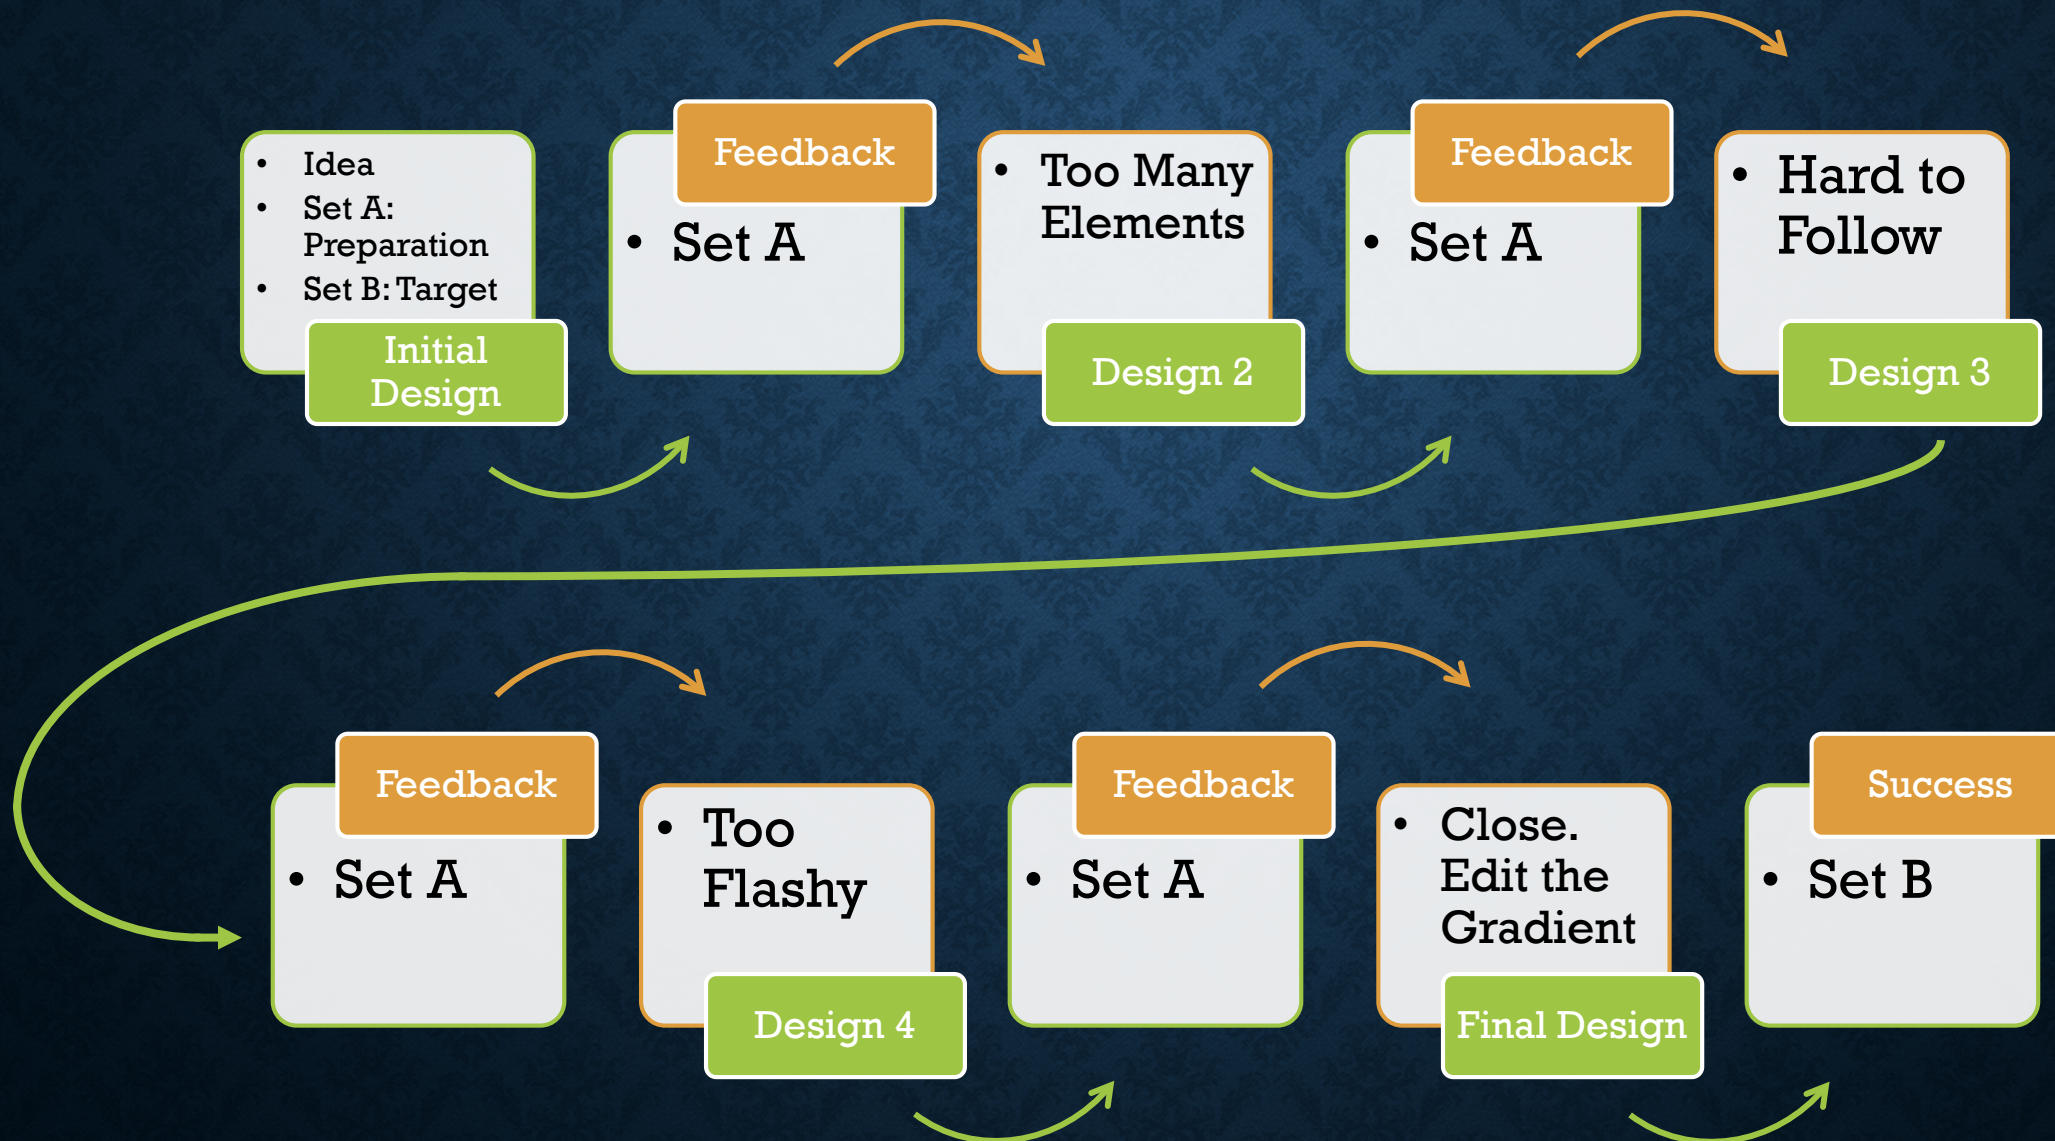 Idea
Set A:
Preparation
Set B: Target
Initial
Design
Feedback
Set A
Too Many
Elements
Design 2
Feedback
Set A
Hard to
Follow
Design 3
Feedback
Set A
Too
Flashy
Design 4
Feedback
Set A
Close.
Edit the
Gradient
Final Design
Success
Set B